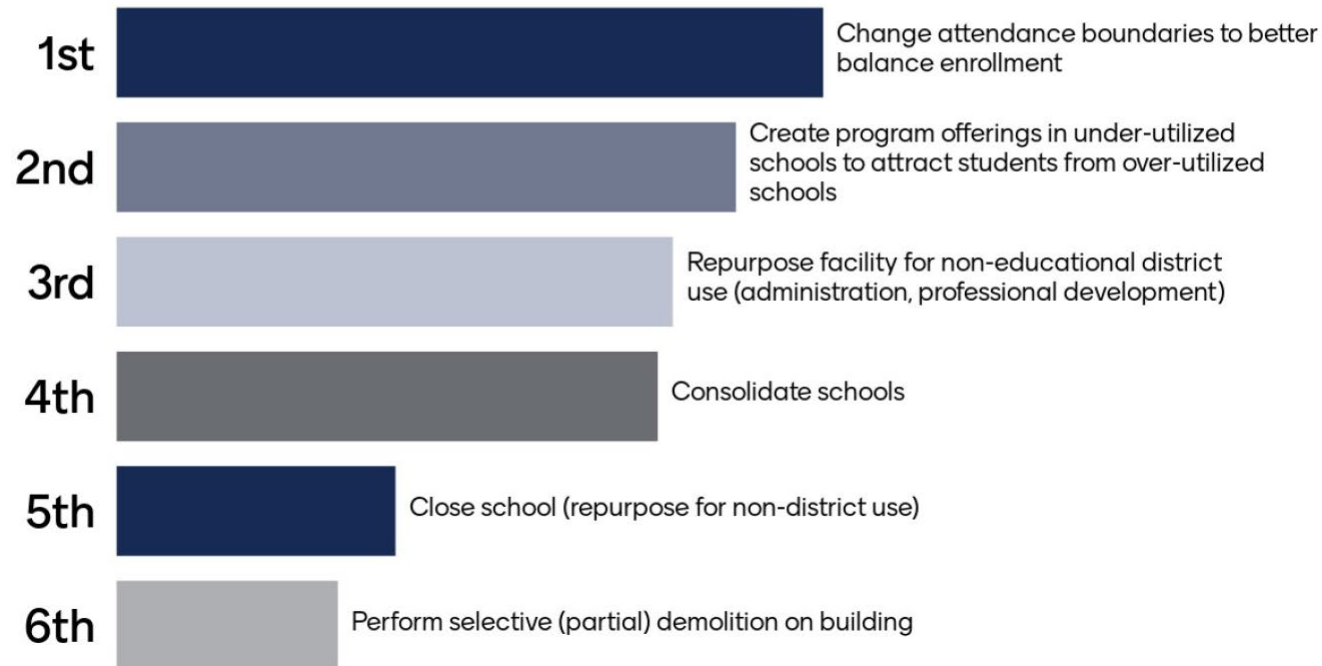 1st
Change attendance boundaries to better
balance enrollment
2nd
Create program offerings in under-utilized
schools to attract students from over-utilized
schools
3rd
Repurpose facility for non-educational district
use (administration, professional development)
4th
Consolidate schools
5th
Close school (repurpose for non-district use)
6th
Perform selective (partial) demolition on building